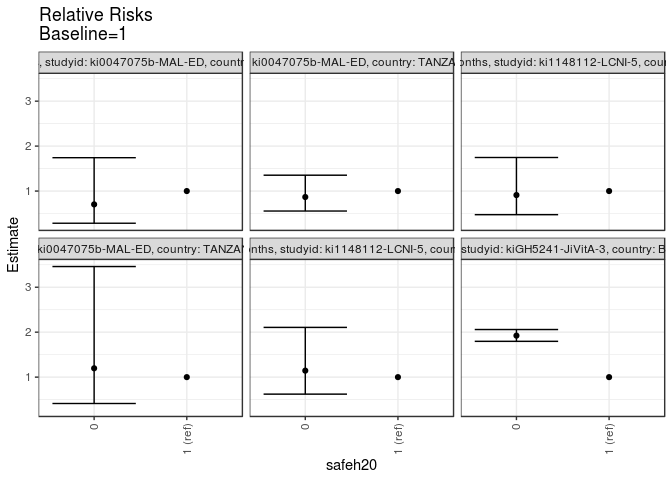 Relative Risks
Baseline=1
, studyid: ki0047075b-MAL-ED, countr
ki0047075b-MAL-ED, country: TANZA
onths, studyid: ki1148112-LCNI-5, cou
3
2
1
ki0047075b-MAL-ED, country: TANZA
nths, studyid: ki1148112-LCNI-5, coun
studyid: kiGH5241-JiVitA-3, country: B
3
2
1
Estimate
0
1 (ref)
0
1 (ref)
0
1 (ref)
safeh20